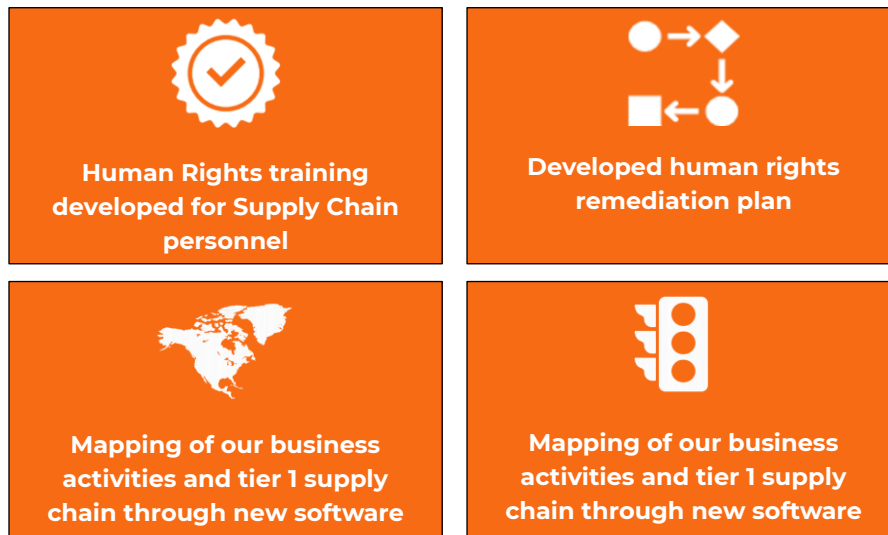 Human Rights training
developed for Supply Chain
personnel
Developed human rights
remediation plan
Mapping of our business
activities and tier 1 supply
chain through new software
Mapping of our business
activities and tier 1 supply
chain through new software